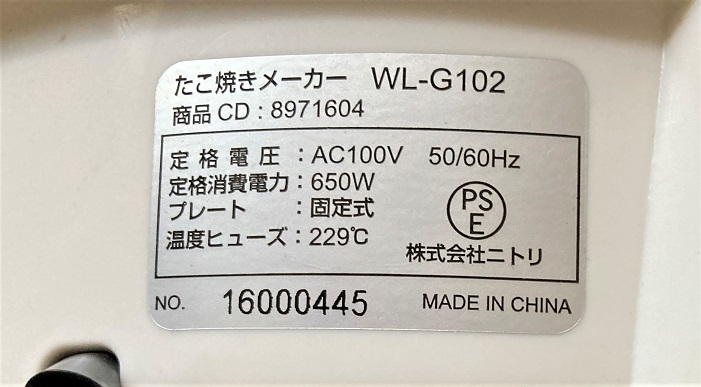 たこ焼きメーカー WL-G102
商品CD：8971604
定格電圧：AC100V 50/60Hz
定格消費電力：650W
プレート：固定式
温度ヒューズ：229℃
PS
E
株式会社ニトリ
NO. 16000445 MADE IN CHINA